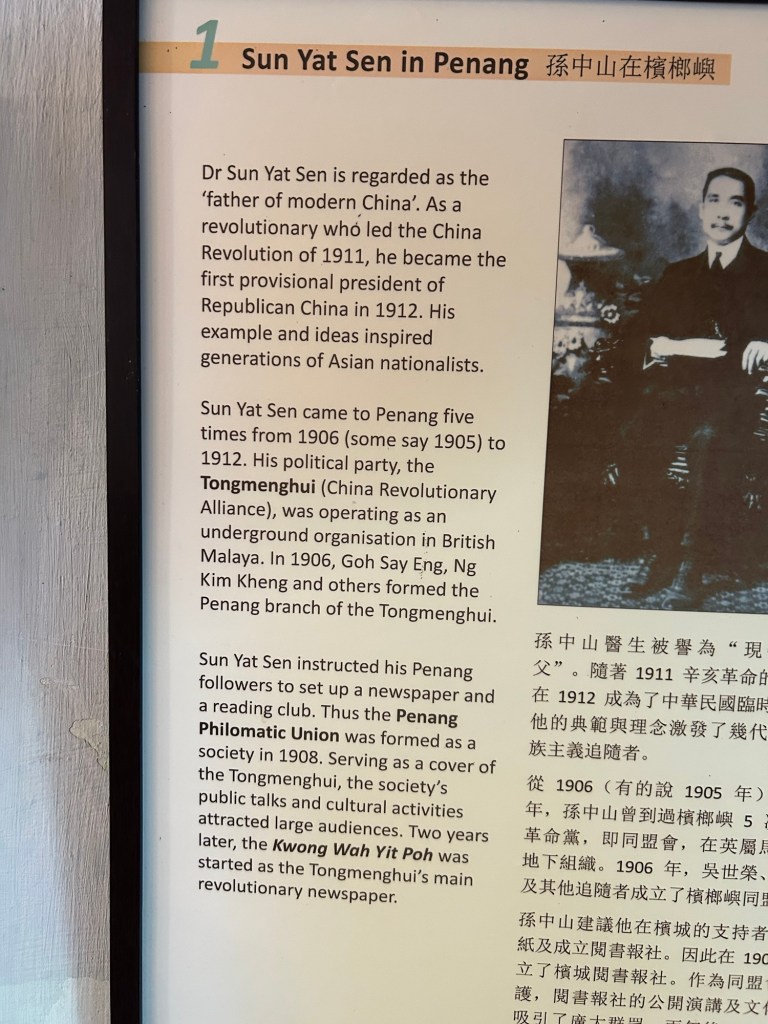 1 Sun Yat Sen in Penang 孫中山在檳榔嶼
Dr Sun Yat Sen is regarded as the
‘father of modern China’. As a
revolutionary who led the China
Revolution of 1911, he became the
first provisional president of
Republican China in 1912. His
example and ideas inspired
generations of Asian nationalists.
Sun Yat Sen came to Penang five
times from 1906 (some say 1905) to
1912. His political party, the
Tongmenghui (China Revolutionary
Alliance), was operating as an
underground organisation in British
Malaya. In 1906, Goh Say Eng, Ng
Kim Kheng and others formed the
Penang branch of the Tongmenghui.
Sun Yat Sen instructed his Penang
followers to set up a newspaper and
a reading club. Thus the Penang
Philomatic Union was formed as a
society in 1908. Serving as a cover of
the Tongmenghui, the society’s
public talks and cultural activities
attracted large audiences. Two years
later, the Kwong Wah Yit Poh was
started as the Tongmenghui’s main
revolutionary newspaper.
孫中山醫生被譽為“現
父”。隨著 1911 辛亥革命的
在 1912 成為了中華民國臨時
他的典範與理念激發了幾代
族主義追隨者。
從 1906（有的說 1905 年）
年，孫中山曾到過檳榔嶼 5
革命黨，即同盟會，在英屬馬
地下組織。1906 年，吳世榮、
及其他追隨者成立了檳榔嶼同盟
孫中山建議他在檳城的支持者
紙及成立閱書報社。因此在 190
立了檳城閱書報社。作為同盟
護，閱書報社的公開演講及文化
吸引了廣大群眾